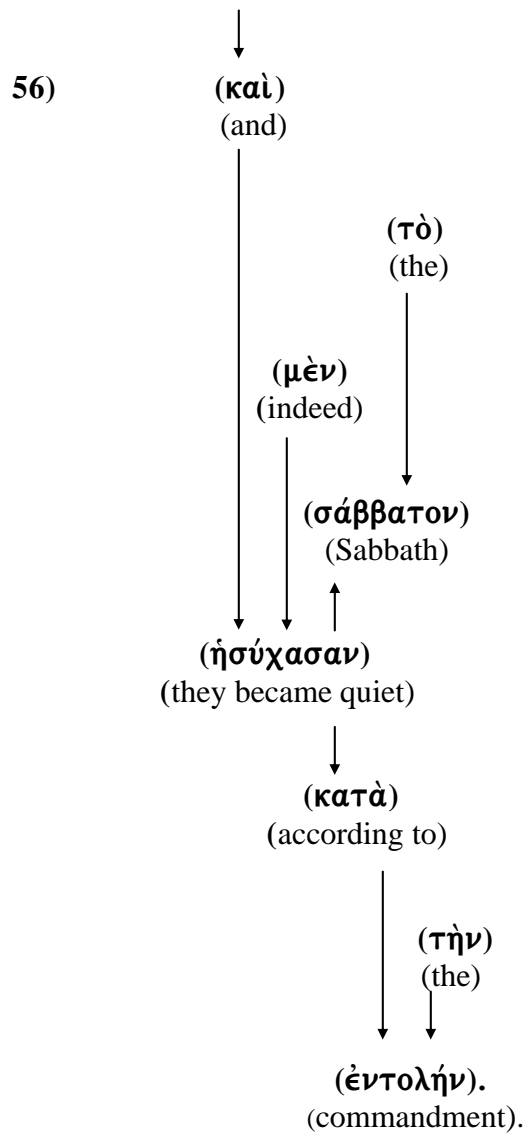 56) (καὶ)
(and)
(τὸ)
(the)
(μὲν)
(indeed)
(σάββατον)
(Sabbath)
(ἡσύχασαν)
(they became quiet)
(κατὰ)
(according to)
(τὴν)
(the)
(ἐντολήν).
(commandment).